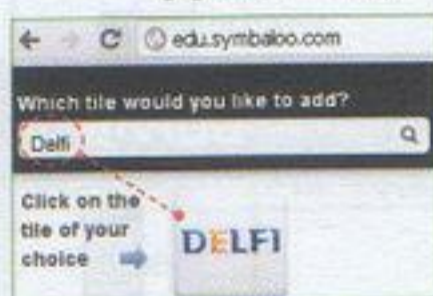 edu.symbaloo.com
Which tile would you like to add?
Delfi
Click on the
tile of your
choice
DELFI